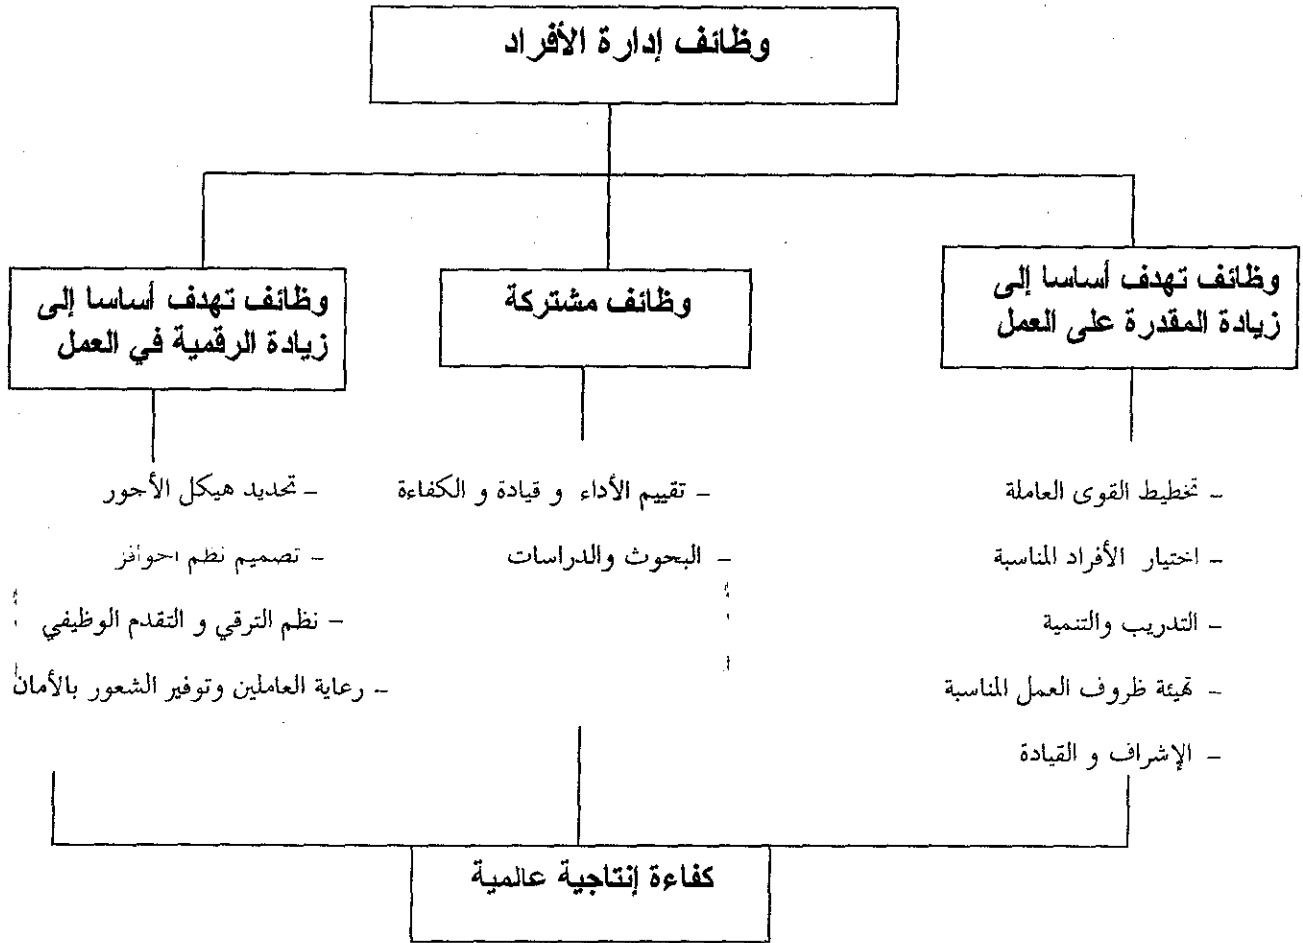 وظائف إدارة الأفراد
وظائف تهدف أساسا إلى
زيادة المقدرة على العمل
وظائف مشتركة
وظائف تهدف أساسا إلى
زيادة الرقمية في العمل
- تخطيط القوى العاملة
- اختيار الأفراد المناسبة
- التدريب والتنمية
- تهيئة ظروف العمل المناسبة
- الإشراف و القيادة
- تقييم الأداء و قيادة و الكفاءة
- البحوث والدراسات
- تحديد هيكل الأجور
- تصميم نظم احوافز
- نظم الترقي و التقدم الوظيفي
- رعاية العاملين وتوفير الشعور بالأمان
كفاءة إنتاجية عالمية